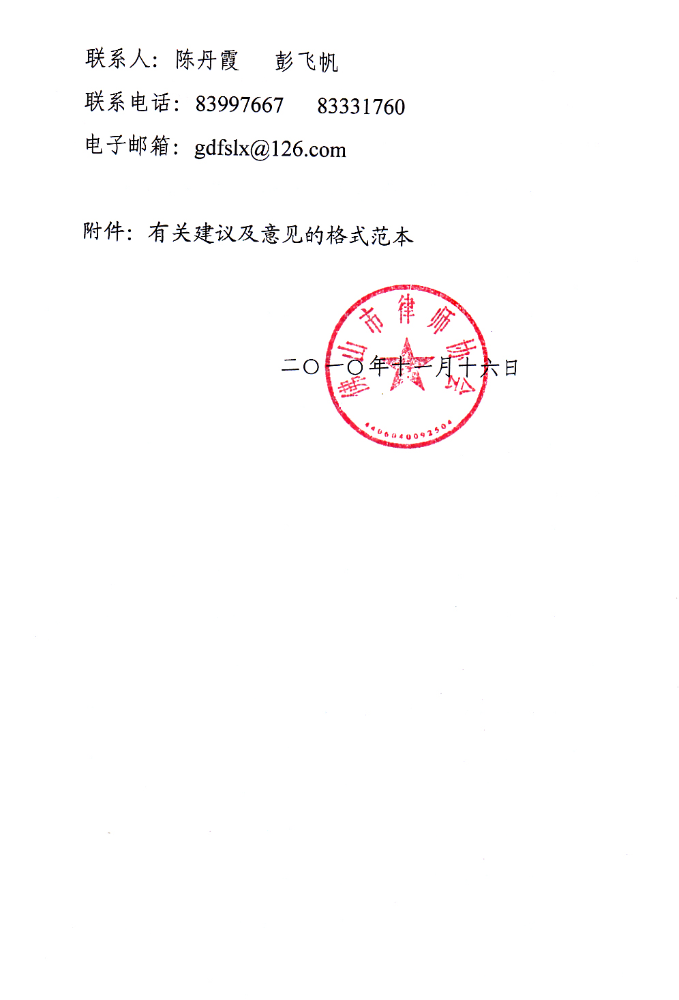 联系人：陈丹霞 彭飞帆
联系电话：83997667 83331760
电子邮箱：gdfslx@126.com
附件：有关建议及意见的格式范本
佛山市律师协会
二〇一〇年十一月十六日
4406040092504